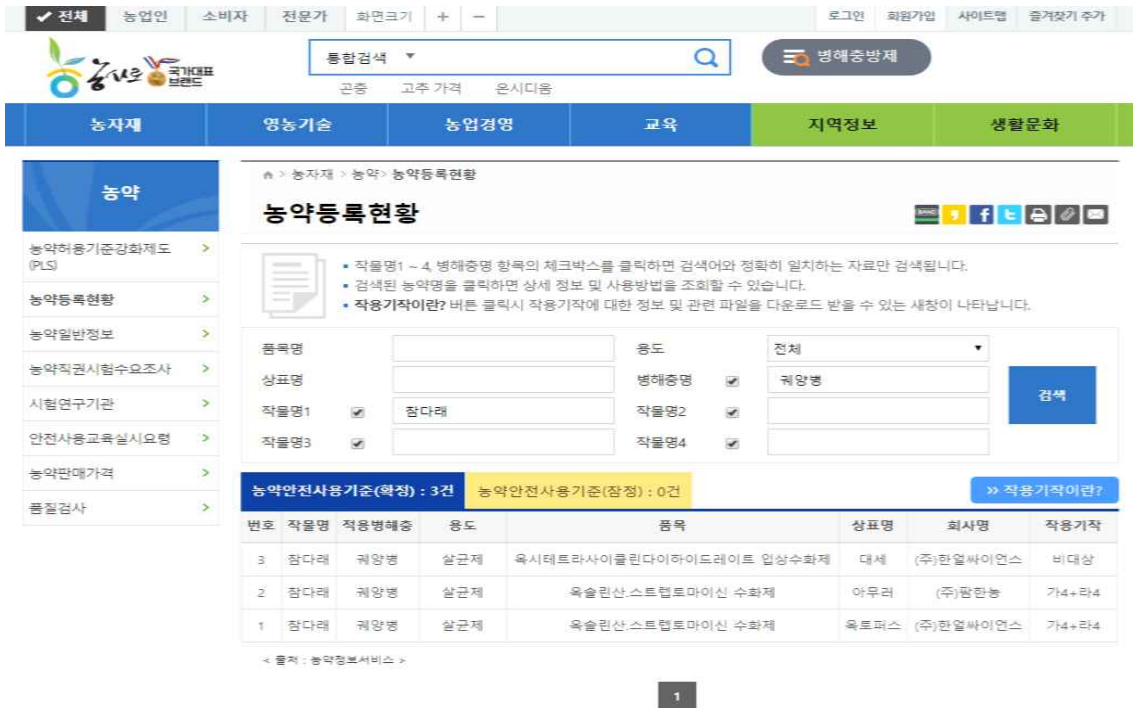 ✔ 전체 농업인 소비자 전문가 화면크기 + − 로그인 회원가입 사이트맵 즐겨찾기 추가
농사로 국가대표 브랜드 통합검색 ▼ 병해충방제
곤충 고추 가격 온시디움
농자재 영농기술 농업경영 교육 지역정보 생활문화
농약
농약허용기준강화제도 (PLS) >
농약등록현황 >
농약일반정보 >
농약직권시험수요조사 >
시험연구기관 >
안전사용교육실시요령 >
농약판매가격 >
품질검사 >
> 농자재 > 농약> 농약등록현황
농약등록현황
BAND f t
▪ 작물명1 ~ 4, 병해충명 항목의 체크박스를 클릭하면 검색어와 정확히 일치하는 자료만 검색됩니다.
▪ 검색된 농약명을 클릭하면 상세 정보 및 사용방법을 조회할 수 있습니다.
▪ 작용기작이란? 버튼 클릭시 작용기작에 대한 정보 및 관련 파일을 다운로드 받을 수 있는 새창이 나타납니다.
품목명 용도 전체 ▼
상표명 병해충명 궤양병
작물명1 참다래 작물명2
작물명3 작물명4
검색
농약안전사용기준(확정) : 3건 농약안전사용기준(잠정) : 0건 » 작용기작이란?
번호 작물명 적용병해충 용도 품목 상표명 회사명 작용기작
3 참다래 궤양병 살균제 옥시테트라사이클린다이하이드레이트 입상수화제 대세 (주)한얼싸이언스 비대상
2 참다래 궤양병 살균제 옥솔린산.스트렙토마이신 수화제 아무러 (주)팜한농 가4+라4
1 참다래 궤양병 살균제 옥솔린산.스트렙토마이신 수화제 옥토퍼스 (주)한얼싸이언스 가4+라4
< 출처 : 농약정보서비스 >
1